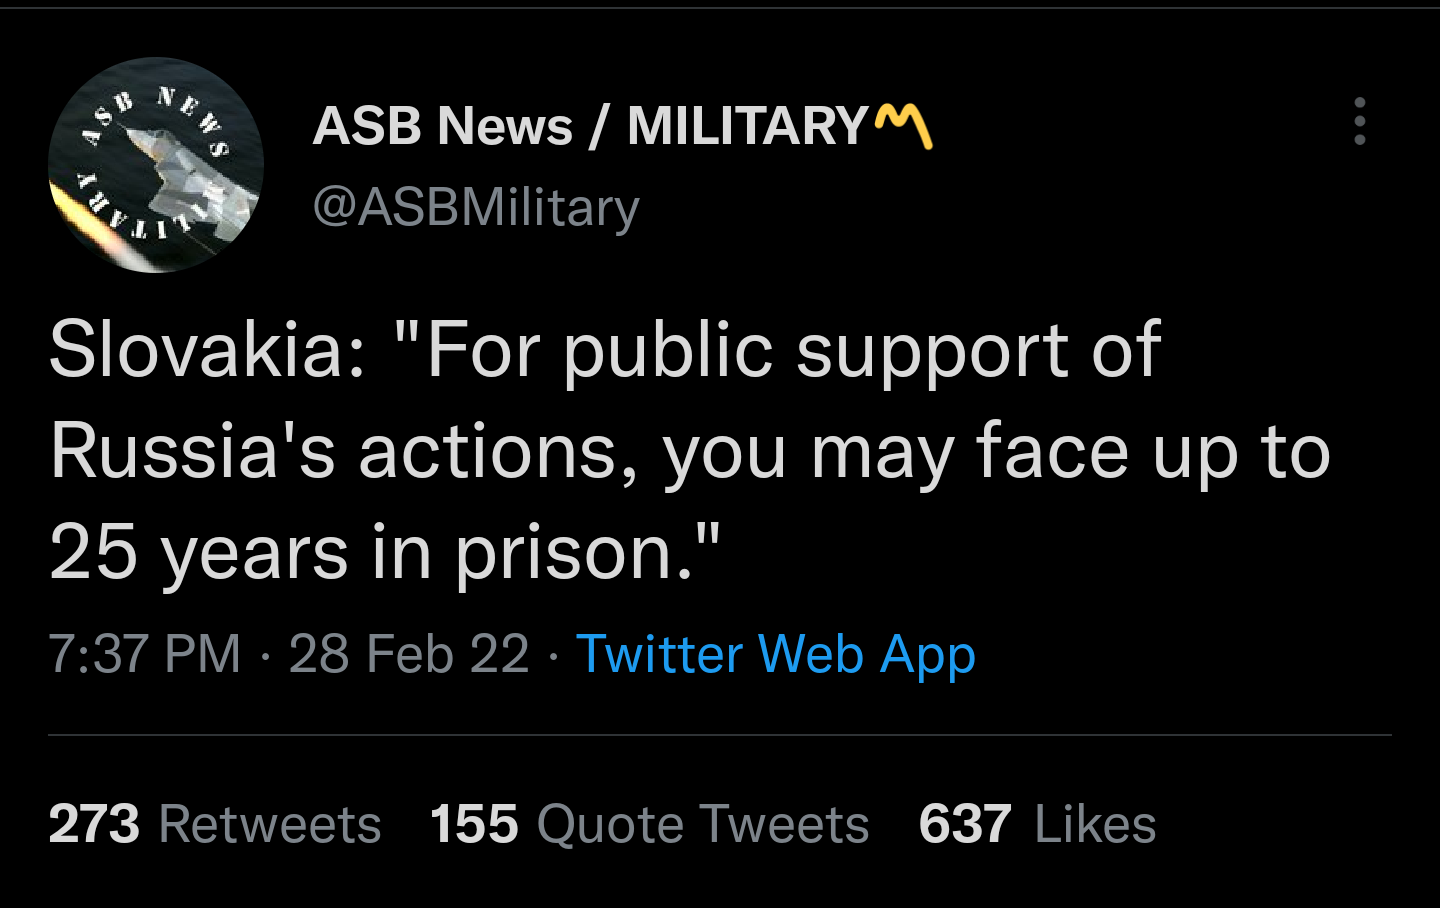 ASB NEWS
MILITARY
ASB News / MILITARY
@ASBMilitary
Slovakia: "For public support of
Russia's actions, you may face up to
25 years in prison."
7:37 PM · 28 Feb 22 · Twitter Web App
273 Retweets 155 Quote Tweets 637 Likes